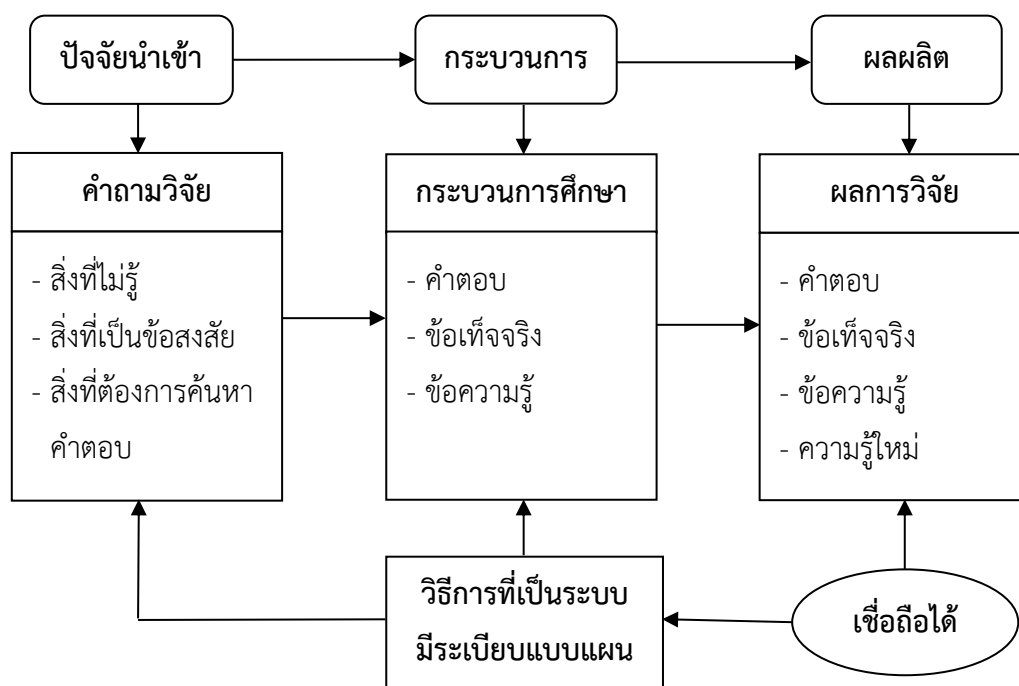 ปัจจัยนำเข้า
กระบวนการ
ผลผลิต
คำถามวิจัย
- สิ่งที่ไม่รู้
- สิ่งที่เป็นข้อสงสัย
- สิ่งที่ต้องการค้นหา
คำตอบ
กระบวนการศึกษา
- คำตอบ
- ข้อเท็จจริง
- ข้อความรู้
ผลการวิจัย
- คำตอบ
- ข้อเท็จจริง
- ข้อความรู้
- ความรู้ใหม่
วิธีการที่เป็นระบบ
มีระเบียบแบบแผน
เชื่อถือได้